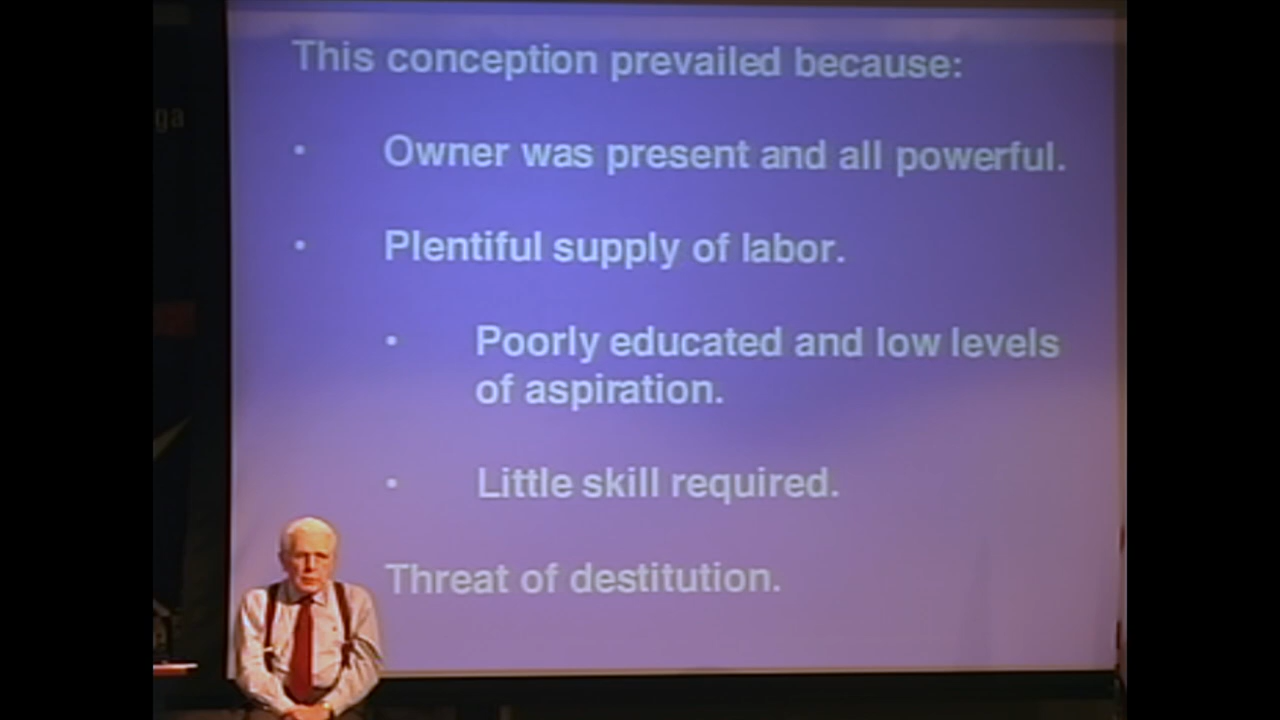 This conception prevailed because:
• Owner was present and all powerful.
• Plentiful supply of labor.
• Poorly educated and low levels
of aspiration.
• Little skill required.
Threat of destitution.
ga